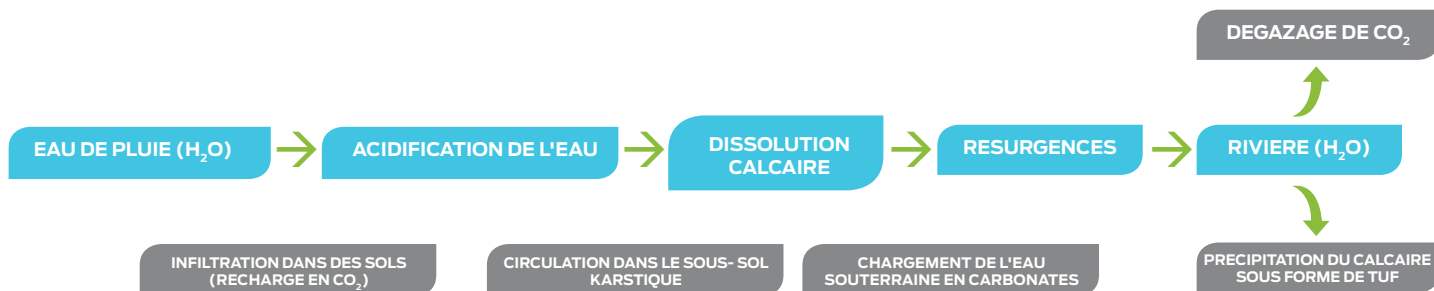 DEGAZAGE DE CO₂
EAU DE PLUIE (H₂O)
ACIDIFICATION DE L'EAU
DISSOLUTION
CALCAIRE
RESURGENCES
RIVIERE (H₂O)
INFILTRATION DANS DES SOLS
(RECHARGE EN CO₂)
CIRCULATION DANS LE SOUS- SOL
KARSTIQUE
CHARGEMENT DE L'EAU
SOUTERRAINE EN CARBONATES
PRECIPITATION DU CALCAIRE
SOUS FORME DE TUF